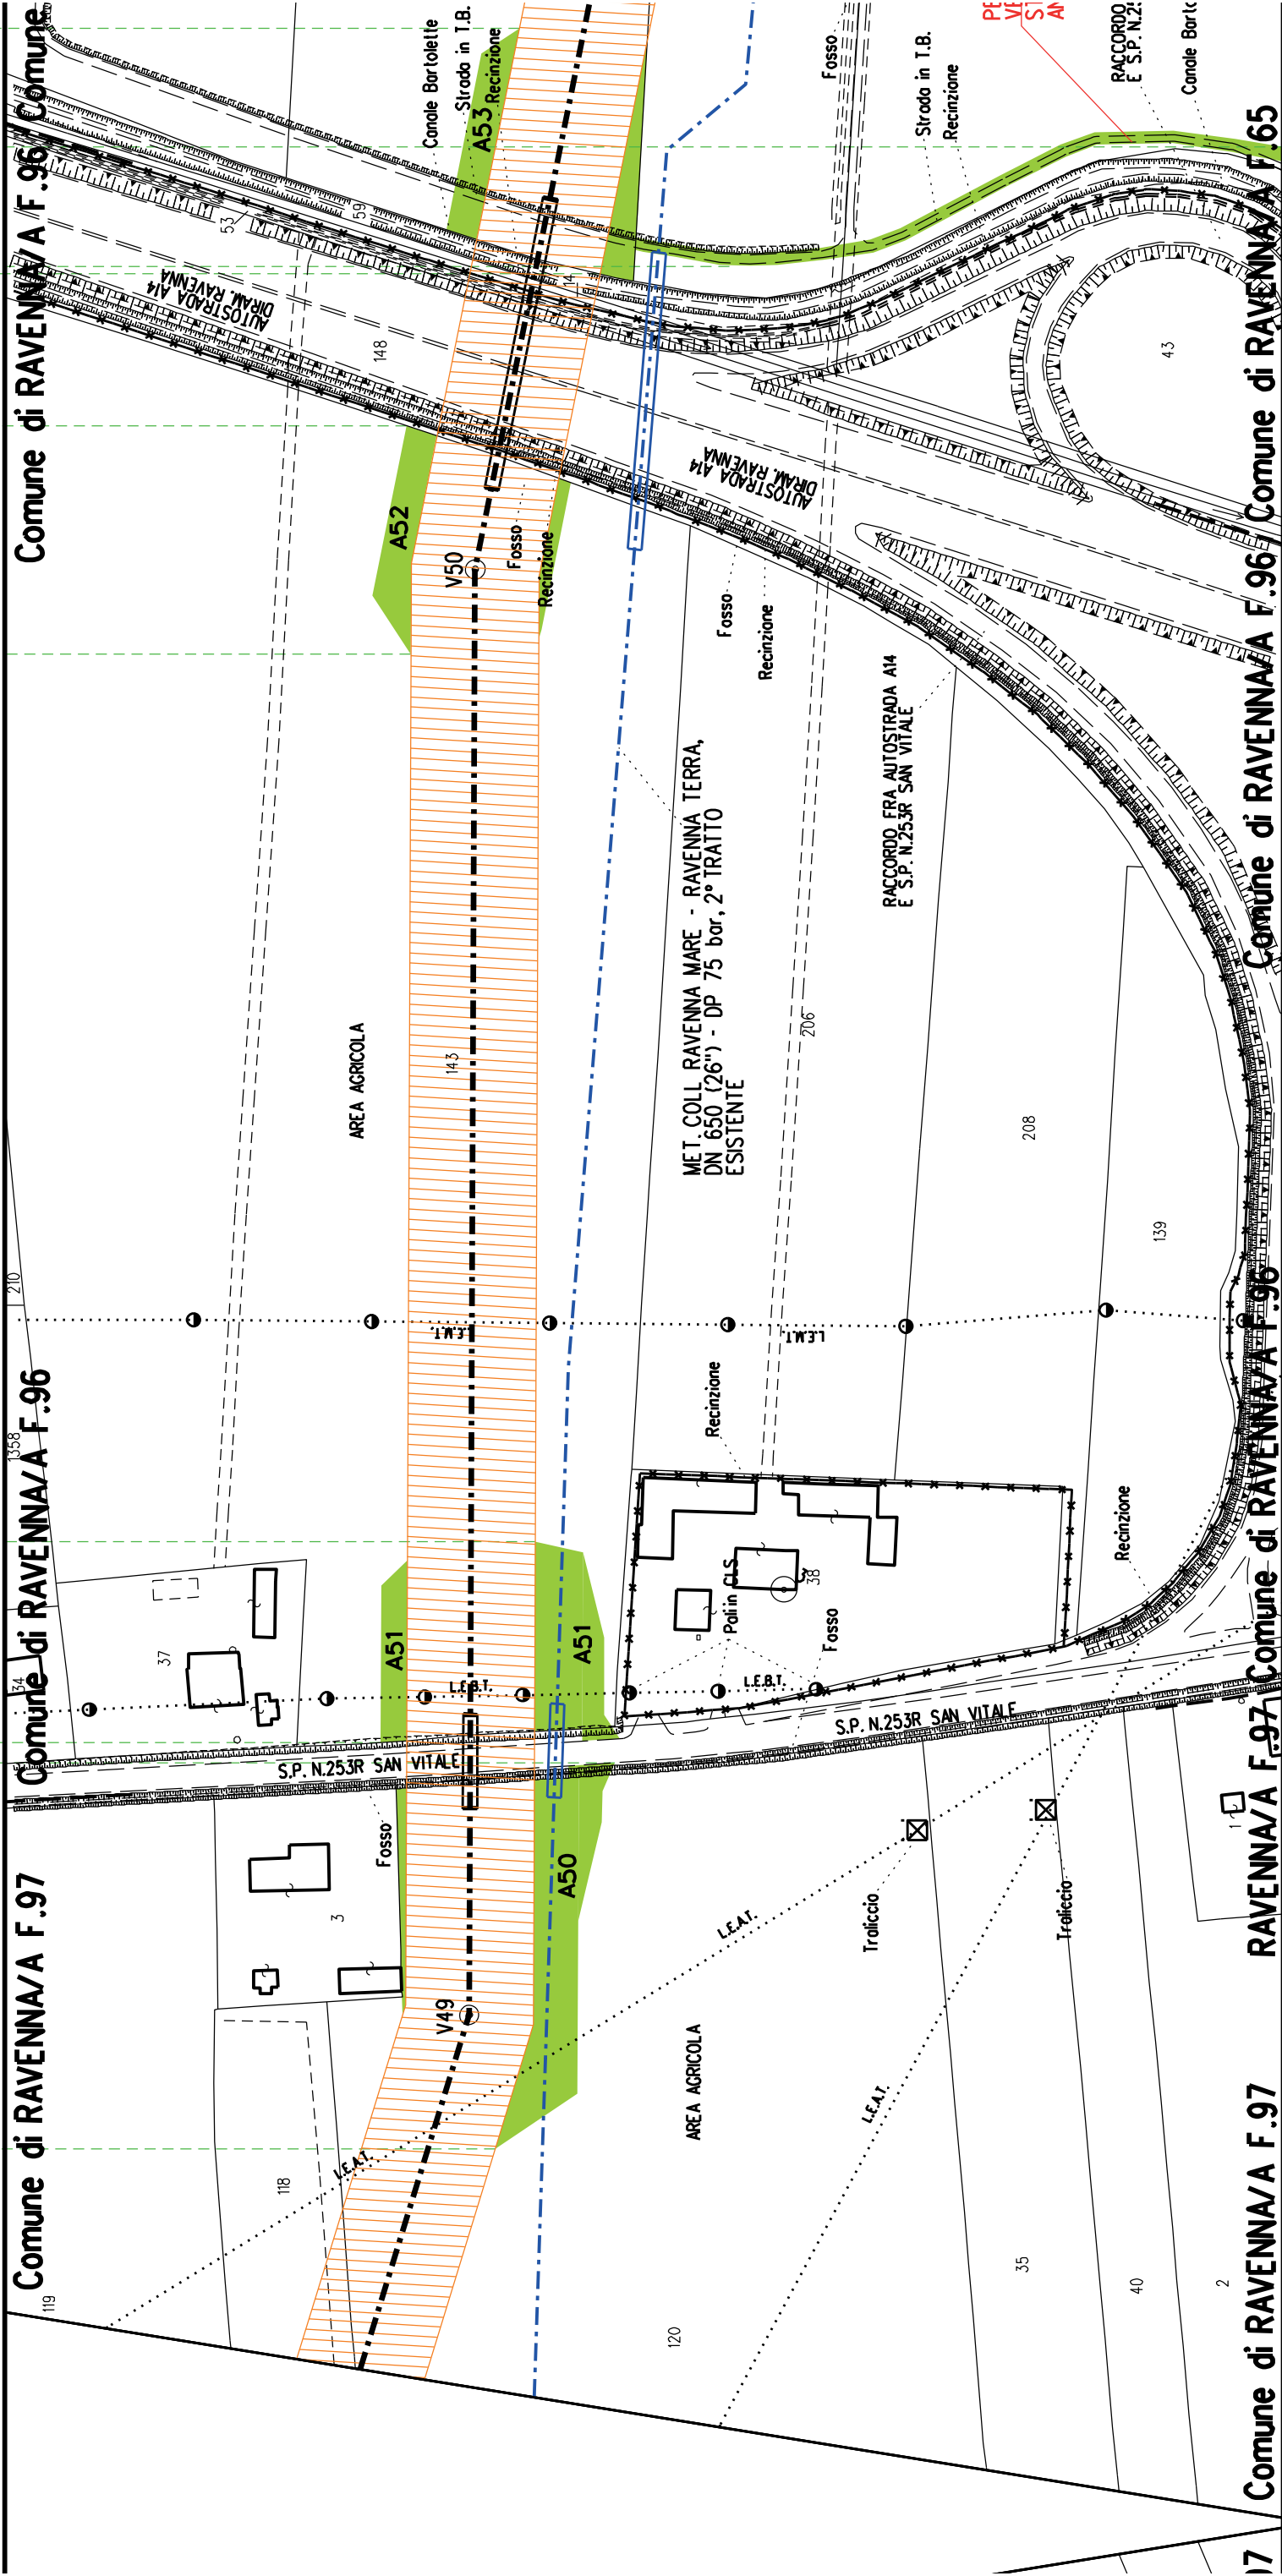 Comune di RAVENNA/A F.96
Comune
Comune di RAVENNA/A F.96
Comune di RAVENNA/A F.97
Canale Bartolette
Strada in T.B.
Recinzione
A53
53
59
14
AUTOSTRADA A14
DIRAM. RAVENNA
148
A52
V50
Fosso
Recinzione
Fosso
Strada in T.B.
Recinzione
RACCORDO
E S.P. N.25
43
AUTOSTRADA A14
DIRAM. RAVENNA
Fosso
Recinzione
RACCORDO FRA AUTOSTRADA A14
E S.P. N.253R SAN VITALE
MET. COLL RAVENNA MARE - RAVENNA TERRA,
DN 650 (26") - DP 75 bar, 2° TRATTO
ESISTENTE
AREA AGRICOLA
143
206
208
139
210
1358
34
L.E.M.T.
L.E.M.T.
Recinzione
Recinzione
37
38
A51
A51
Pali in CLS
Fosso
L.E.B.T.
L.E.B.T.
S.P. N.253R SAN VITALE
S.P. N.253R SAN VITALE
Fosso
3
A50
V49
L.E.A.T.
L.E.A.T.
L.E.A.T.
Traliccio
Traliccio
1
AREA AGRICOLA
118
119
120
35
40
2
Comune di RAVENNA/A F.65
Comune di RAVENNA/A F.96
Comune di RAVENNA/A F.96
RAVENNA/A F.97
Comune di RAVENNA/A F.97
97